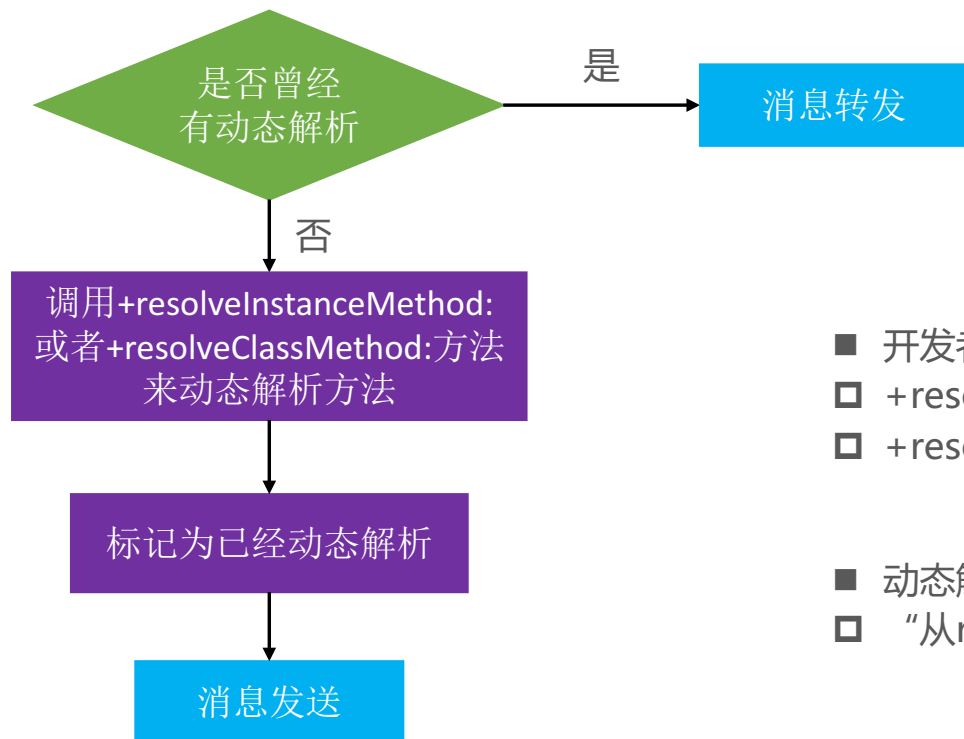 是否曾经
有动态解析
是
消息转发
否
调用+resolveInstanceMethod:
或者+resolveClassMethod:方法
来动态解析方法
标记为已经动态解析
消息发送
■ 开发
+res
+res
■ 动态
“从